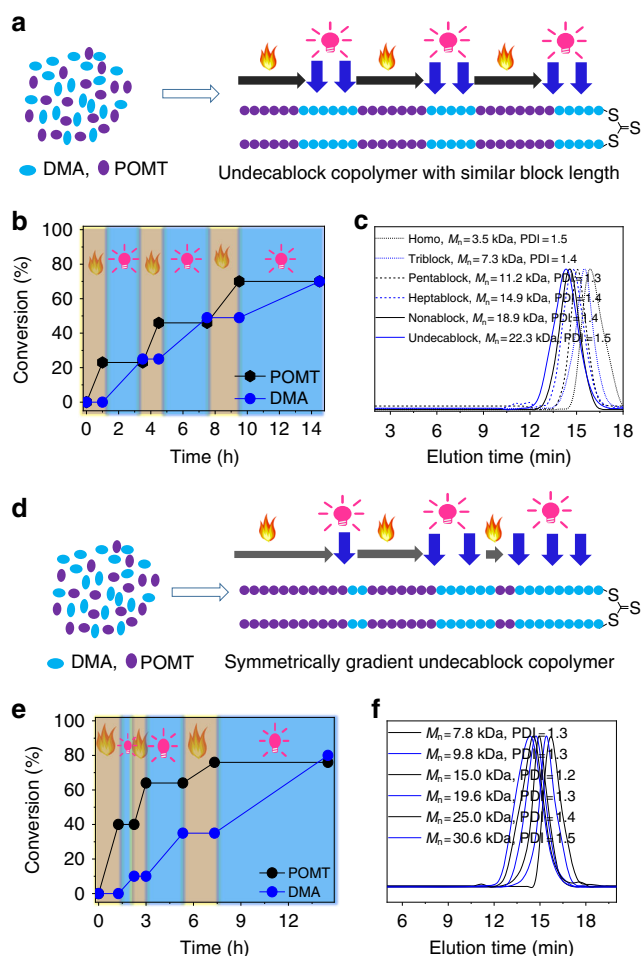 a
DMA, POMT
Undecablock copolymer with similar block length
S
S
=S
b
100
80
60
40
20
0
Conversion (%)
POMT
DMA
0 2 4 6 8 10 12 14
Time (h)
c
Homo, Mn = 3.5 kDa, PDI = 1.5
Triblock, Mn = 7.3 kDa, PDI = 1.4
Pentablock, Mn = 11.2 kDa, PDI = 1.3
Heptablock, Mn = 14.9 kDa, PDI = 1.4
Nonablock, Mn = 18.9 kDa, PDI = 1.4
Undecablock, Mn = 22.3 kDa, PDI = 1.5
3 6 9 12 15 18
Elution time (min)
d
DMA, POMT
Symmetrically gradient undecablock copolymer
S
S
=S
e
100
80
60
40
20
0
Conversion (%)
POMT
DMA
0 3 6 9 12
Time (h)
f
Mn = 7.8 kDa, PDI = 1.3
Mn = 9.8 kDa, PDI = 1.3
Mn = 15.0 kDa, PDI = 1.2
Mn = 19.6 kDa, PDI = 1.3
Mn = 25.0 kDa, PDI = 1.4
Mn = 30.6 kDa, PDI = 1.5
6 9 12 15 18
Elution time (min)